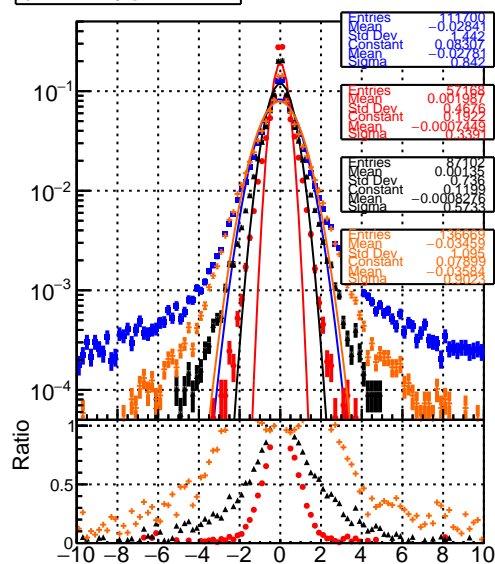 Entries 111700
Mean −0.02841
Std Dev 1.442
Constant 0.08307
Mean −0.02781
Sigma 0.842
Entries 57168
Mean 0.001987
Std Dev 0.4676
Constant 0.1922
Mean −0.0007449
Sigma 0.3391
Entries 87102
Mean 0.00135
Std Dev 0.736
Constant 0.1199
Mean −0.0008276
Sigma 0.5733
Entries 136669
Mean −0.03459
Std Dev 1.095
Constant 0.07899
Mean −0.03584
Sigma 0.9023
10−1
10−2
10−3
10−4
Ratio
1
0.5
0
−10 −8 −6 −4 −2 0 2 4 6 8 10